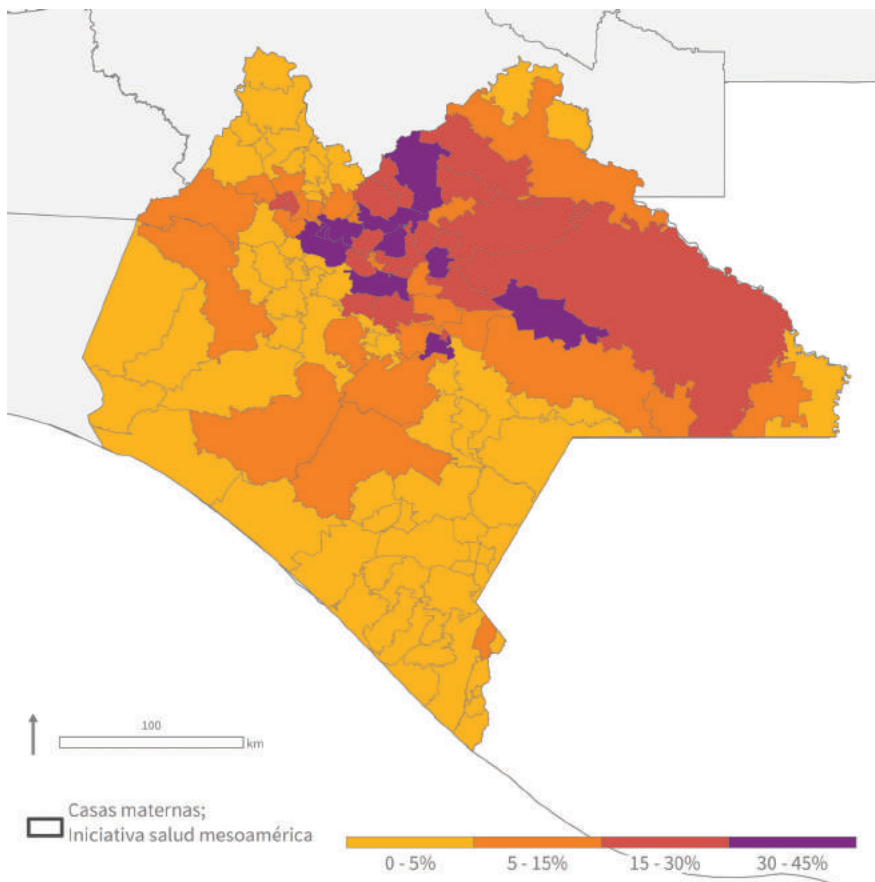 100
km
Casas maternas;
Iniciativa salud mesoamérica
0 - 5%
5 - 15%
15 - 30%
30 - 45%